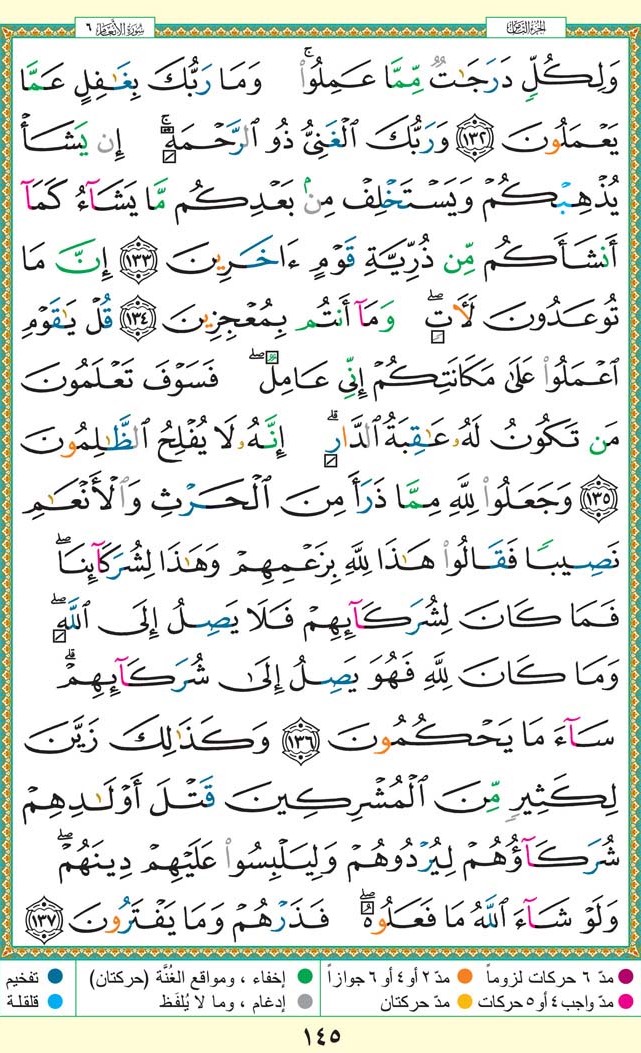 سُورَةُ الأَنْعَامِ ٦ الجزء الثامن
وَلِكُلٍّ دَرَجَٰتٌ مِّمَّا عَمِلُوا۟ ۚ وَمَا رَبُّكَ بِغَٰفِلٍ عَمَّا
يَعْمَلُونَ ١٣٢ وَرَبُّكَ ٱلْغَنِىُّ ذُو ٱلرَّحْمَةِ ۚ إِن يَشَأْ
يُذْهِبْكُمْ وَيَسْتَخْلِفْ مِنۢ بَعْدِكُم مَّا يَشَآءُ كَمَآ
أَنشَأَكُم مِّن ذُرِّيَّةِ قَوْمٍ ءَاخَرِينَ ١٣٣ إِنَّ مَا
تُوعَدُونَ لَأَتٍ ۖ وَمَآ أَنتُم بِمُعْجِزِينَ ١٣٤ قُلْ يَٰقَوْمِ
ٱعْمَلُوا۟ عَلَىٰ مَكَانَتِكُمْ إِنِّى عَامِلٌ ۖ فَسَوْفَ تَعْلَمُونَ
مَن تَكُونُ لَهُۥ عَٰقِبَةُ ٱلدَّارِ ۗ إِنَّهُۥ لَا يُفْلِحُ ٱلظَّٰلِمُونَ
١٣٥ وَجَعَلُوا۟ لِلَّهِ مِمَّا ذَرَأَ مِنَ ٱلْحَرْثِ وَٱلْأَنْعَٰمِ
نَصِيبًا فَقَالُوا۟ هَٰذَا لِلَّهِ بِزَعْمِهِمْ وَهَٰذَا لِشُرَكَآئِنَا ۖ
فَمَا كَانَ لِشُرَكَآئِهِمْ فَلَا يَصِلُ إِلَى ٱللَّهِ ۖ
وَمَا كَانَ لِلَّهِ فَهُوَ يَصِلُ إِلَىٰ شُرَكَآئِهِمْ ۗ
سَآءَ مَا يَحْكُمُونَ ١٣٦ وَكَذَٰلِكَ زَيَّنَ
لِكَثِيرٍ مِّنَ ٱلْمُشْرِكِينَ قَتْلَ أَوْلَٰدِهِمْ
شُرَكَآؤُهُمْ لِيُرْدُوهُمْ وَلِيَلْبِسُوا۟ عَلَيْهِمْ دِينَهُمْ ۖ
وَلَوْ شَآءَ ٱللَّهُ مَا فَعَلُوهُ ۖ فَذَرْهُمْ وَمَا يَفْتَرُونَ ١٣٧
مدّ ٦ حركات لزوماً مدّ ٢ أو ٤ أو ٦ جوازاً إخفاء ، ومواقع الغُنَّة (حركتان) تفخيم
مدّ واجب ٤ أو ٥ حركات مدّ حركتان إدغام ، وما لا يُلفَظ قلقلة
١٤٥